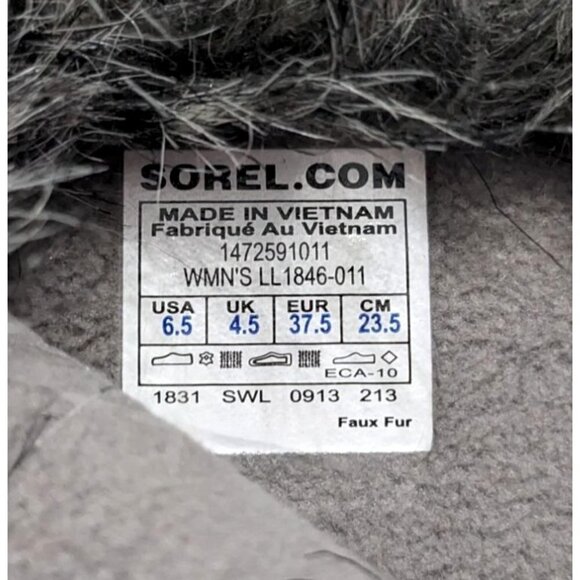 SOREL.COM
MADE IN VIETNAM
Fabriqué Au Vietnam
1472591011
WMN'S LL1846-011
USA UK EUR CM
6.5 4.5 37.5 23.5
ECA-10
1831 SWL 0913 213
Faux Fur